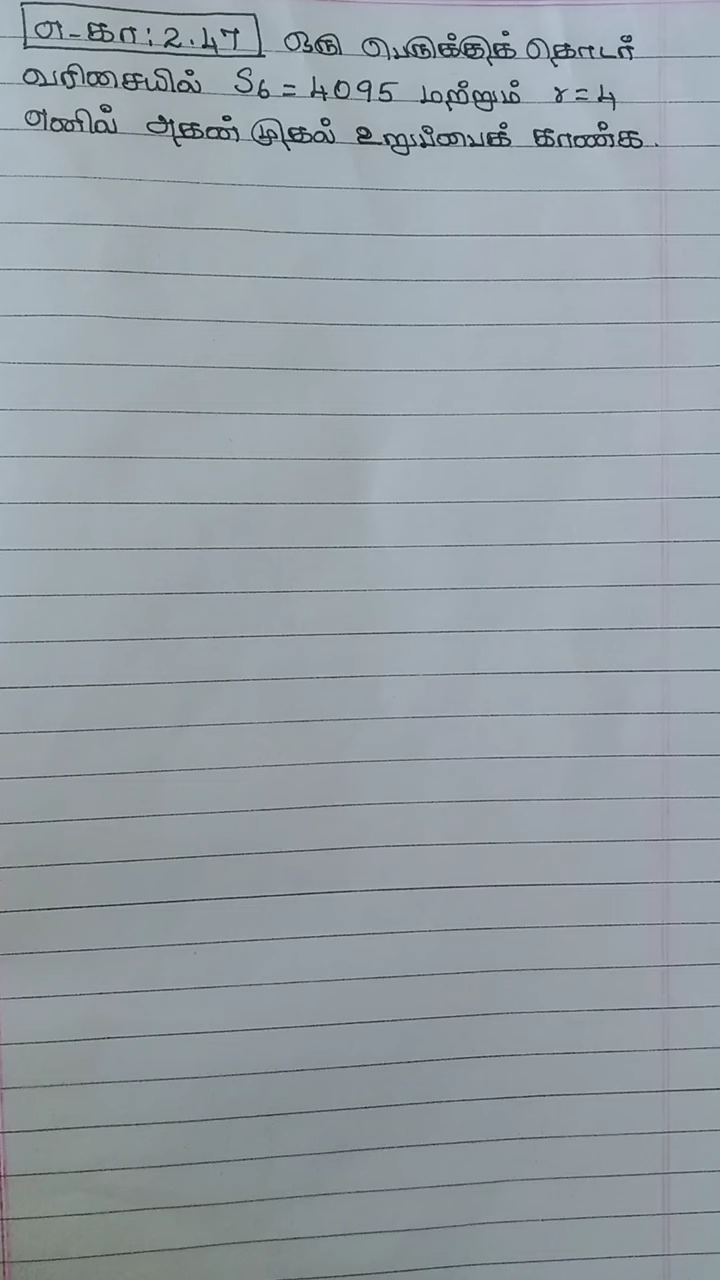 எ-கா: 2.47 ஒரு பெருக்குத் தொடர்
வரிசையில் S₆ = 4095 மற்றும் r = 4
எனில் அதன் முதல் உறுப்பைக் காண்க.